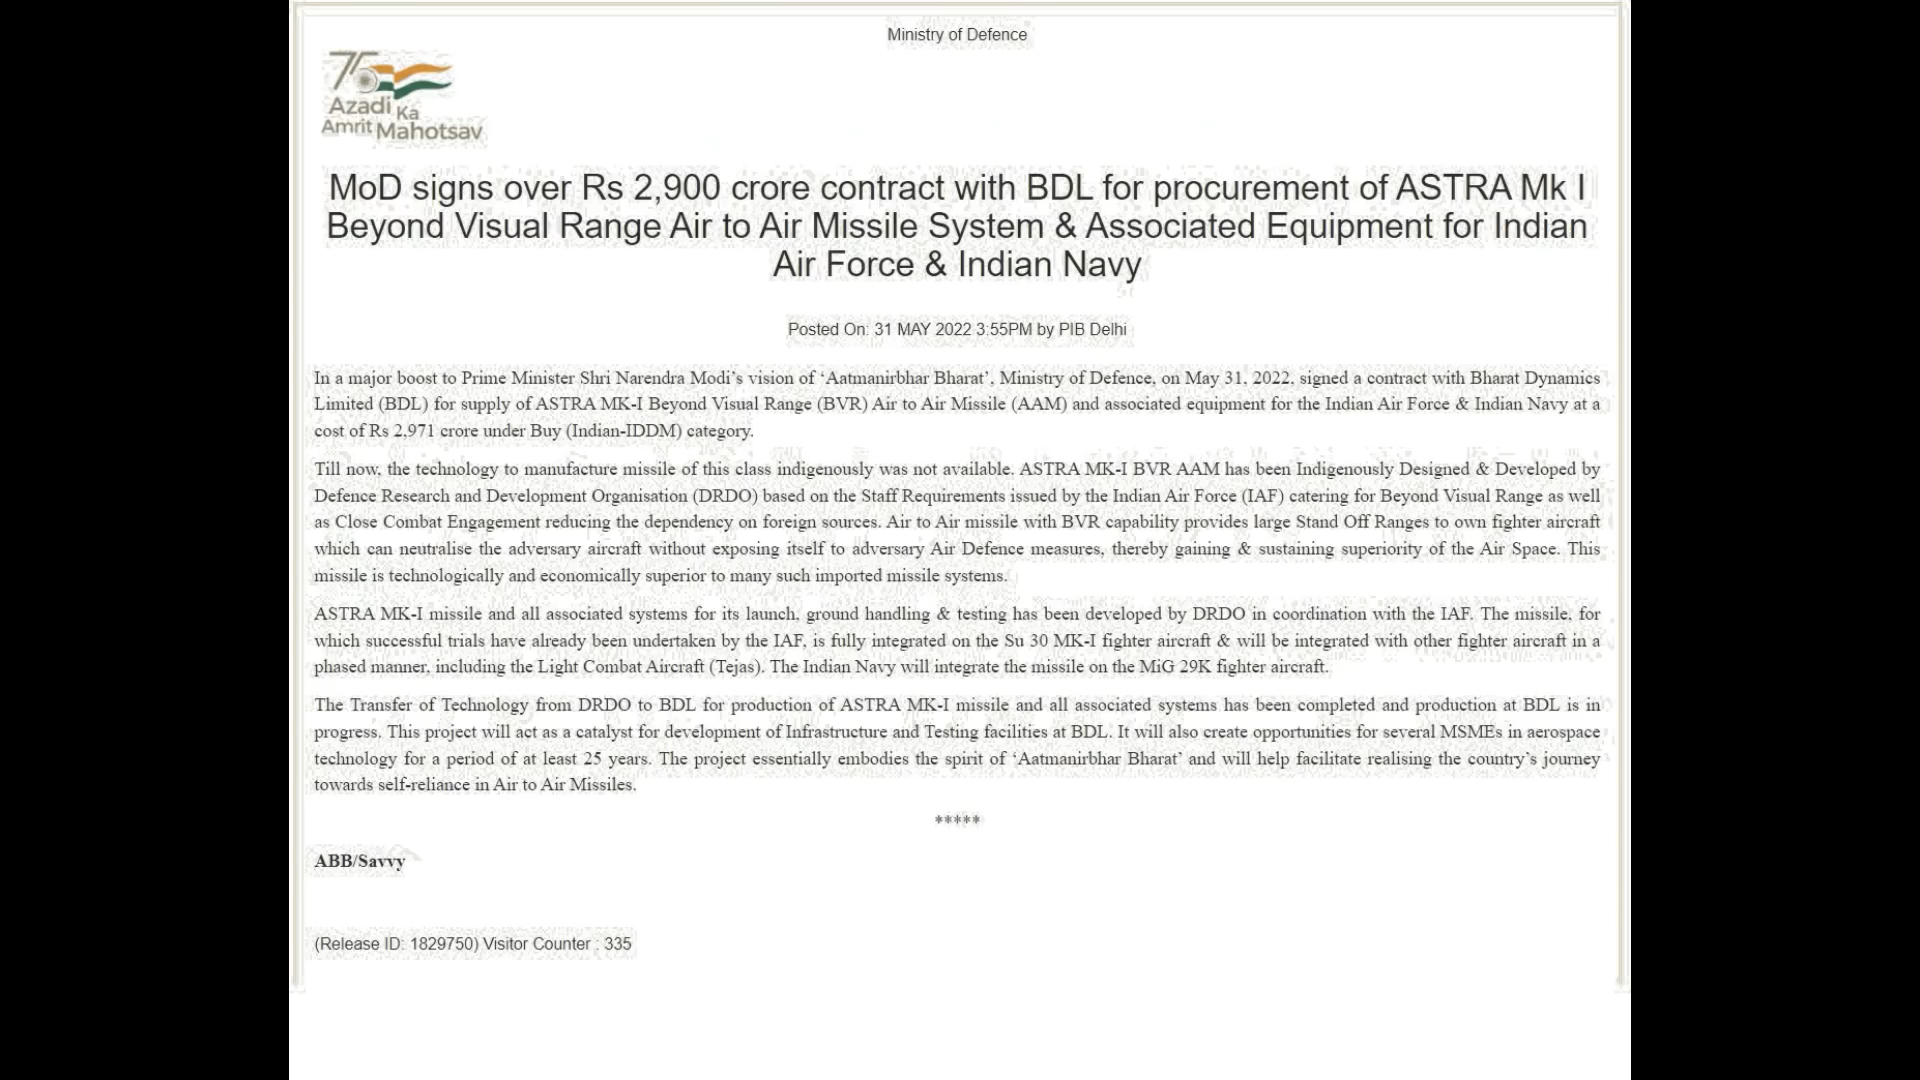 Ministry of Defence
75
Azadi Ka
Amrit Mahotsav
MoD signs over Rs 2,900 crore contract with BDL for procurement of ASTRA Mk I
Beyond Visual Range Air to Air Missile System & Associated Equipment for Indian
Air Force & Indian Navy
Posted On: 31 MAY 2022 3:55PM by PIB Delhi
In a major boost to Prime Minister Shri Narendra Modi’s vision of ‘Aatmanirbhar Bharat’, Ministry of Defence, on May 31, 2022, signed a contract with Bharat Dynamics
Limited (BDL) for supply of ASTRA MK-I Beyond Visual Range (BVR) Air to Air Missile (AAM) and associated equipment for the Indian Air Force & Indian Navy at a
cost of Rs 2,971 crore under Buy (Indian-IDDM) category.
Till now, the technology to manufacture missile of this class indigenously was not available. ASTRA MK-I BVR AAM has been Indigenously Designed & Developed by
Defence Research and Development Organisation (DRDO) based on the Staff Requirements issued by the Indian Air Force (IAF) catering for Beyond Visual Range as well
as Close Combat Engagement reducing the dependency on foreign sources. Air to Air missile with BVR capability provides large Stand Off Ranges to own fighter aircraft
which can neutralise the adversary aircraft without exposing itself to adversary Air Defence measures, thereby gaining & sustaining superiority of the Air Space. This
missile is technologically and economically superior to many such imported missile systems.
ASTRA MK-I missile and all associated systems for its launch, ground handling & testing has been developed by DRDO in coordination with the IAF. The missile, for
which successful trials have already been undertaken by the IAF, is fully integrated on the Su 30 MK-I fighter aircraft & will be integrated with other fighter aircraft in a
phased manner, including the Light Combat Aircraft (Tejas). The Indian Navy will integrate the missile on the MiG 29K fighter aircraft.
The Transfer of Technology from DRDO to BDL for production of ASTRA MK-I missile and all associated systems has been completed and production at BDL is in
progress. This project will act as a catalyst for development of Infrastructure and Testing facilities at BDL. It will also create opportunities for several MSMEs in aerospace
technology for a period of at least 25 years. The project essentially embodies the spirit of ‘Aatmanirbhar Bharat’ and will help facilitate realising the country’s journey
towards self-reliance in Air to Air Missiles.
*****
ABB/Savvy
(Release ID: 1829750) Visitor Counter : 335